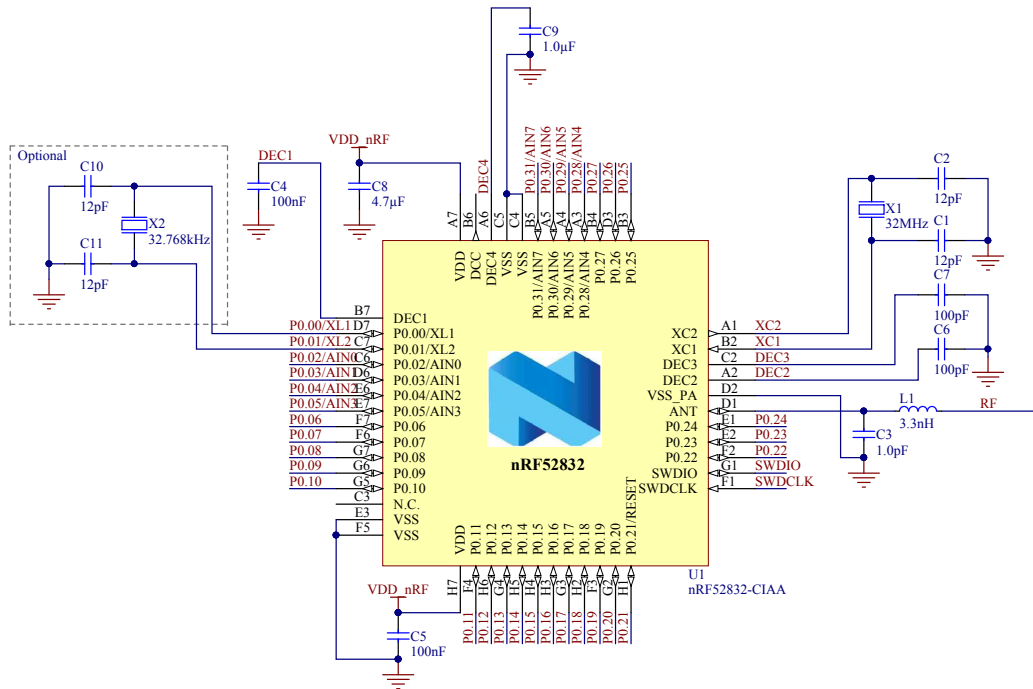 C9
1.0µF
Optional
C10
12pF
X2
32.768kHz
C11
12pF
DEC1
C4
100nF
VDD_nRF
C8
4.7µF
DEC4
P0.31/AIN7
P0.30/AIN6
P0.29/AIN5
P0.28/AIN4
P0.27
P0.26
P0.25
A7
B6
A6
C5
C4
B5
A5
A4
A3
B4
D3
B3
VDD
DCC
DEC4
VSS
VSS
P0.31/AIN7
P0.30/AIN6
P0.29/AIN5
P0.28/AIN4
P0.27
P0.26
P0.25
C2
12pF
X1
32MHz
C1
12pF
C7
100pF
C6
100pF
B7 DEC1
P0.00/XL1 D7 P0.00/XL1
P0.01/XL2 C7 P0.01/XL2
P0.02/AIN0 C6 P0.02/AIN0
P0.03/AIN1 D6 P0.03/AIN1
P0.04/AIN2 E6 P0.04/AIN2
P0.05/AIN3 E7 P0.05/AIN3
P0.06 F7 P0.06
P0.07 F6 P0.07
P0.08 G7 P0.08
P0.09 G6 P0.09
P0.10 G5 P0.10
C3 N.C.
E3 VSS
F5 VSS
nRF52832
XC2 A1 XC2
XC1 B2 XC1
DEC3 C2 DEC3
DEC2 A2 DEC2
VSS_PA D2
ANT D1
P0.24 E1 P0.24
P0.23 E2 P0.23
P0.22 F2 P0.22
SWDIO G1 SWDIO
SWDCLK F1 SWDCLK
L1
3.3nH
RF
C3
1.0pF
VDD
P0.11
P0.12
P0.13
P0.14
P0.15
P0.16
P0.17
P0.18
P0.19
P0.20
P0.21/RESET
H7
F4
H6
G4
H5
H4
H3
G3
H2
F3
G2
H1
P0.11
P0.12
P0.13
P0.14
P0.15
P0.16
P0.17
P0.18
P0.19
P0.20
P0.21
U1
nRF52832-CIAA
VDD_nRF
C5
100nF